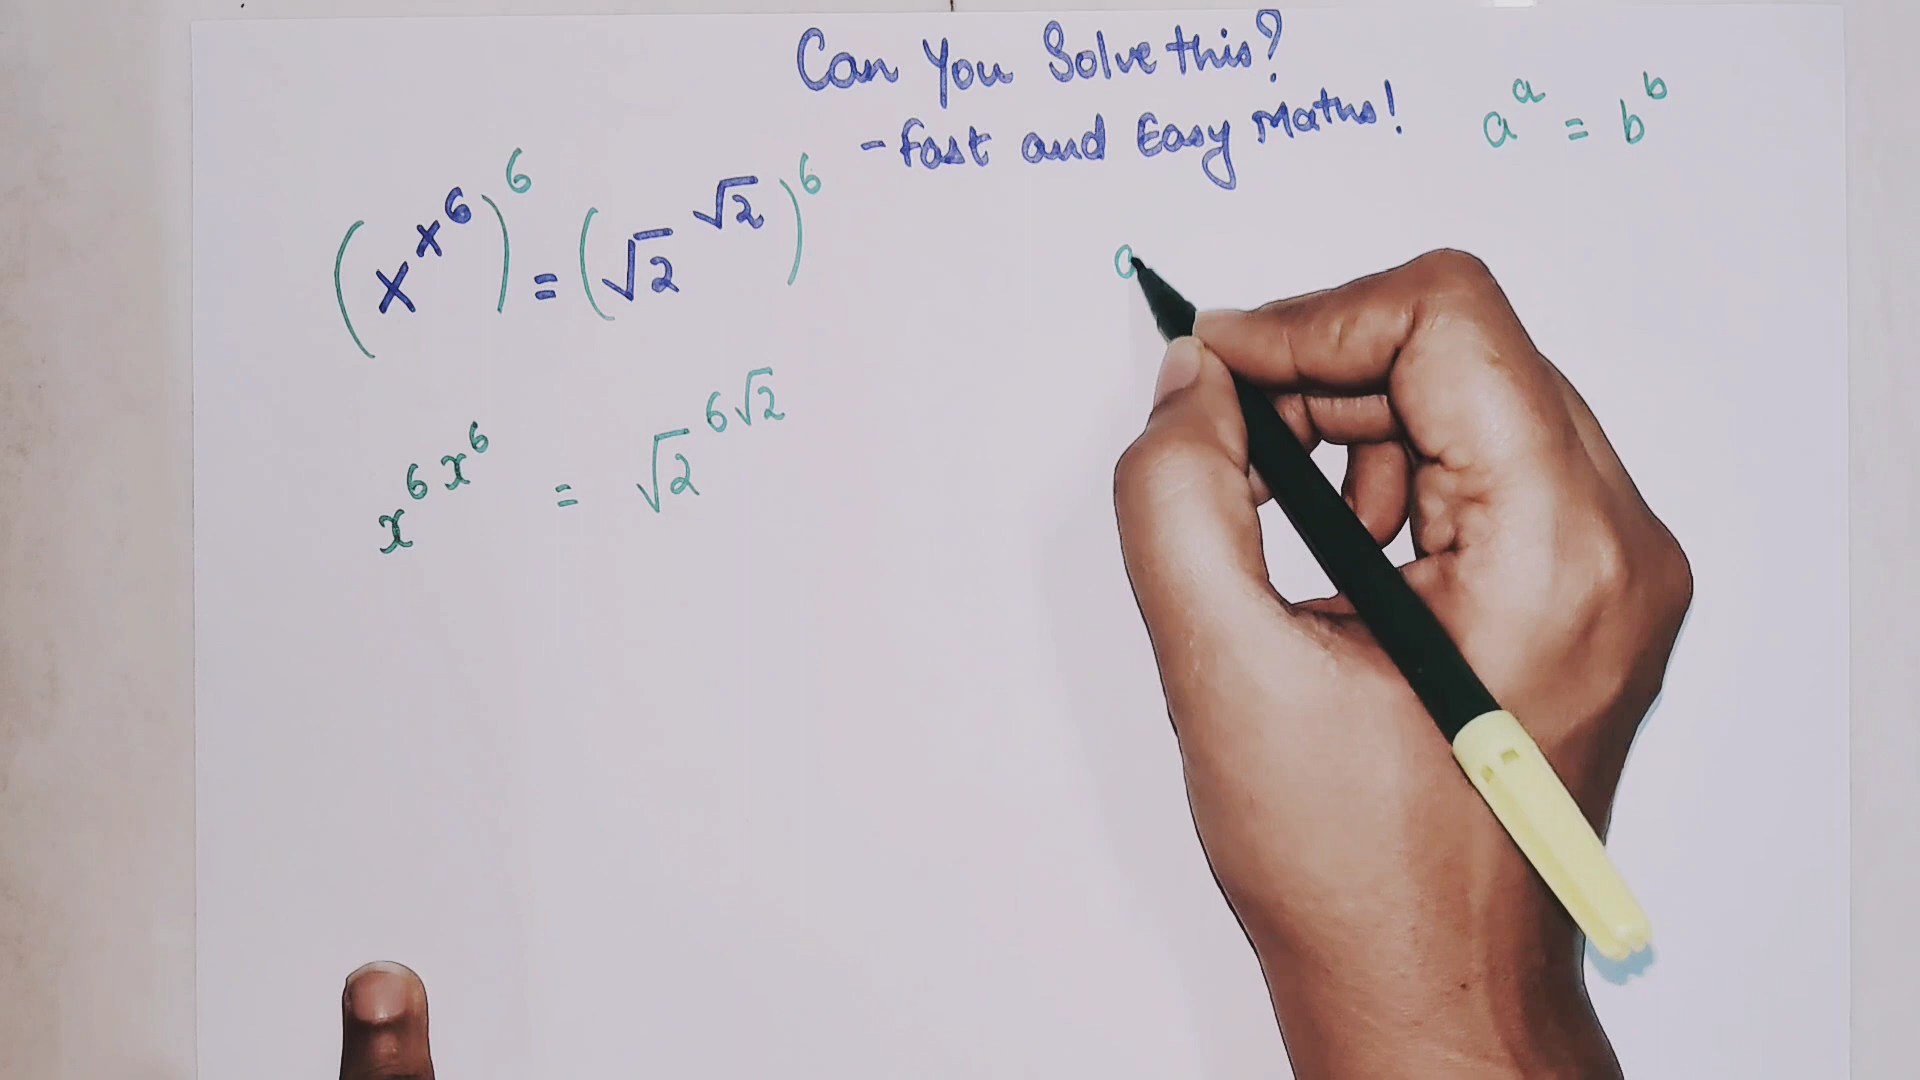 Can You Solve this?
- Fast and Easy Maths!
a^a = b^b
(x^x^6)^6 = (√2^√2)^6
a
x^6x^6 = √2^6√2